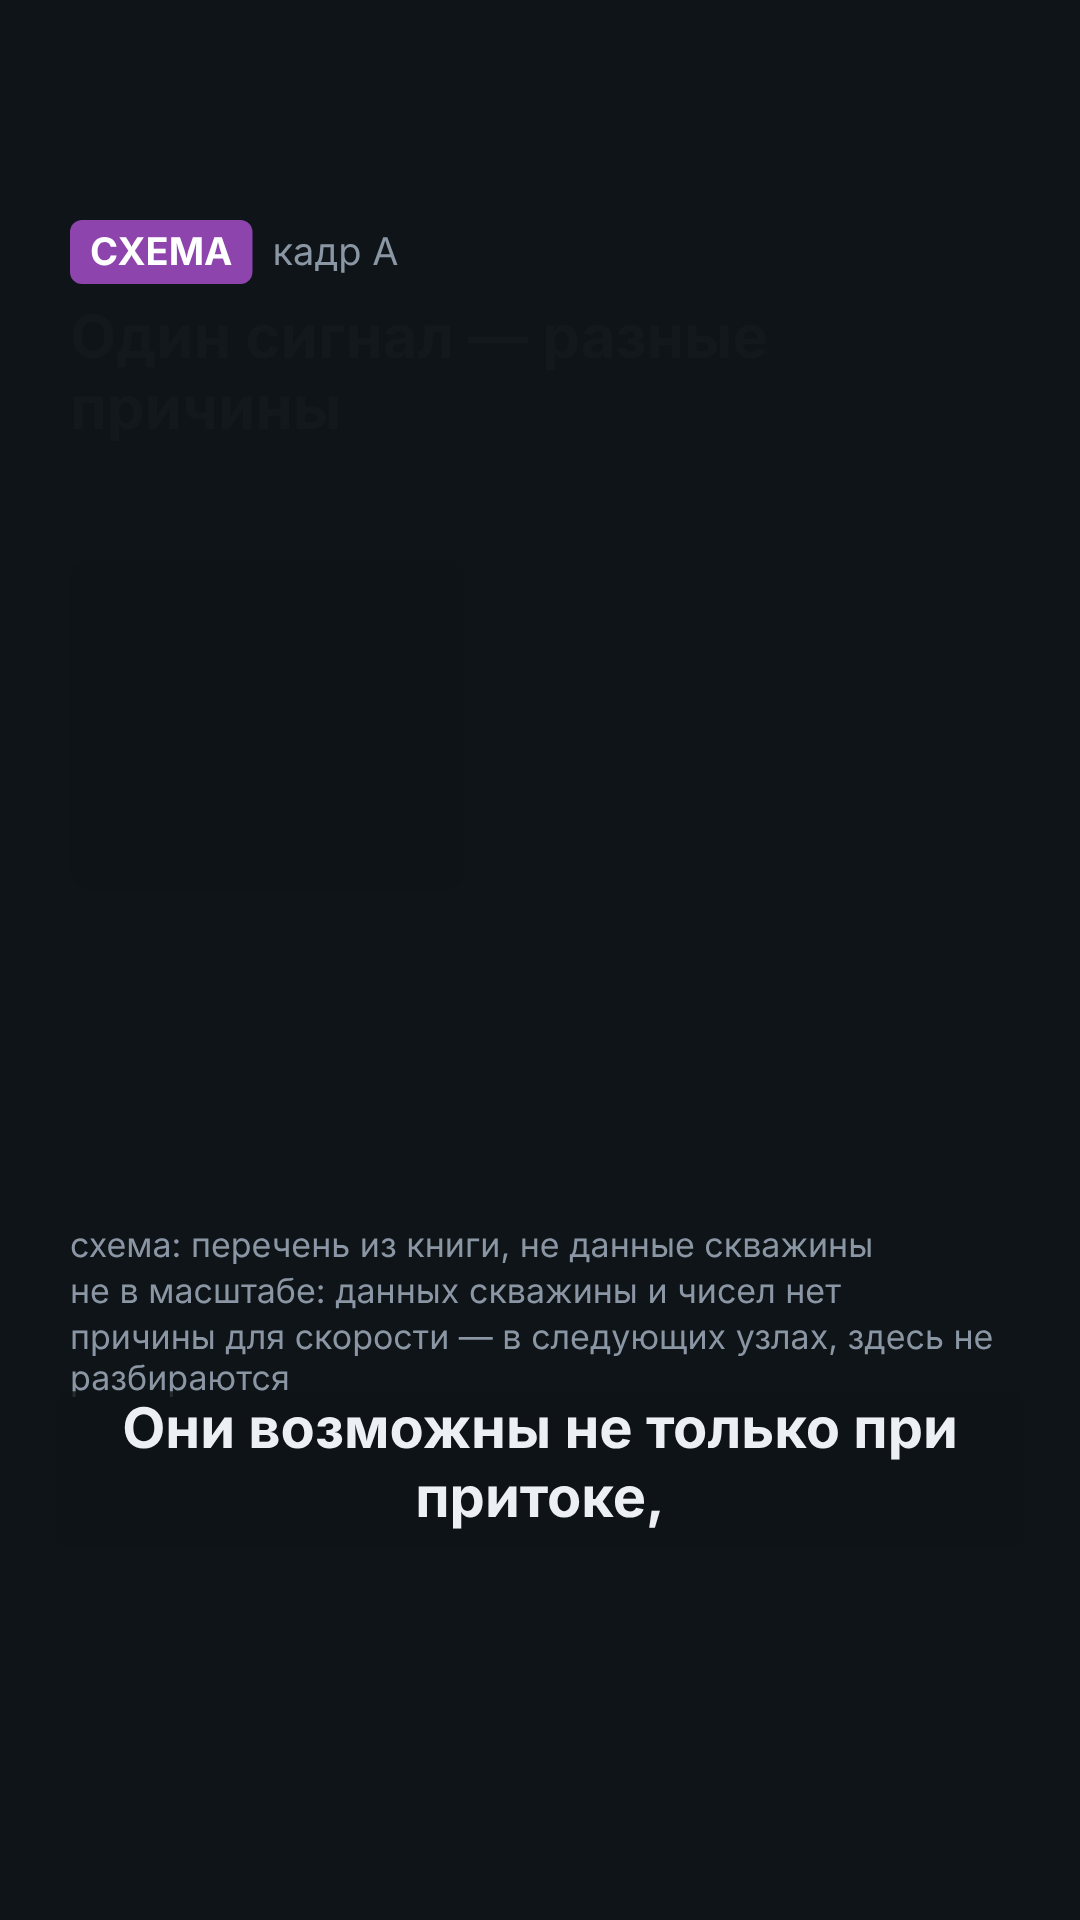 СХЕМА кадр А
Один сигнал — разные
причины
схема: перечень из книги, не данные скважины
не в масштабе: данных скважины и чисел нет
причины для скорости — в следующих узлах, здесь не
разбираются
Они возможны не только при
притоке,